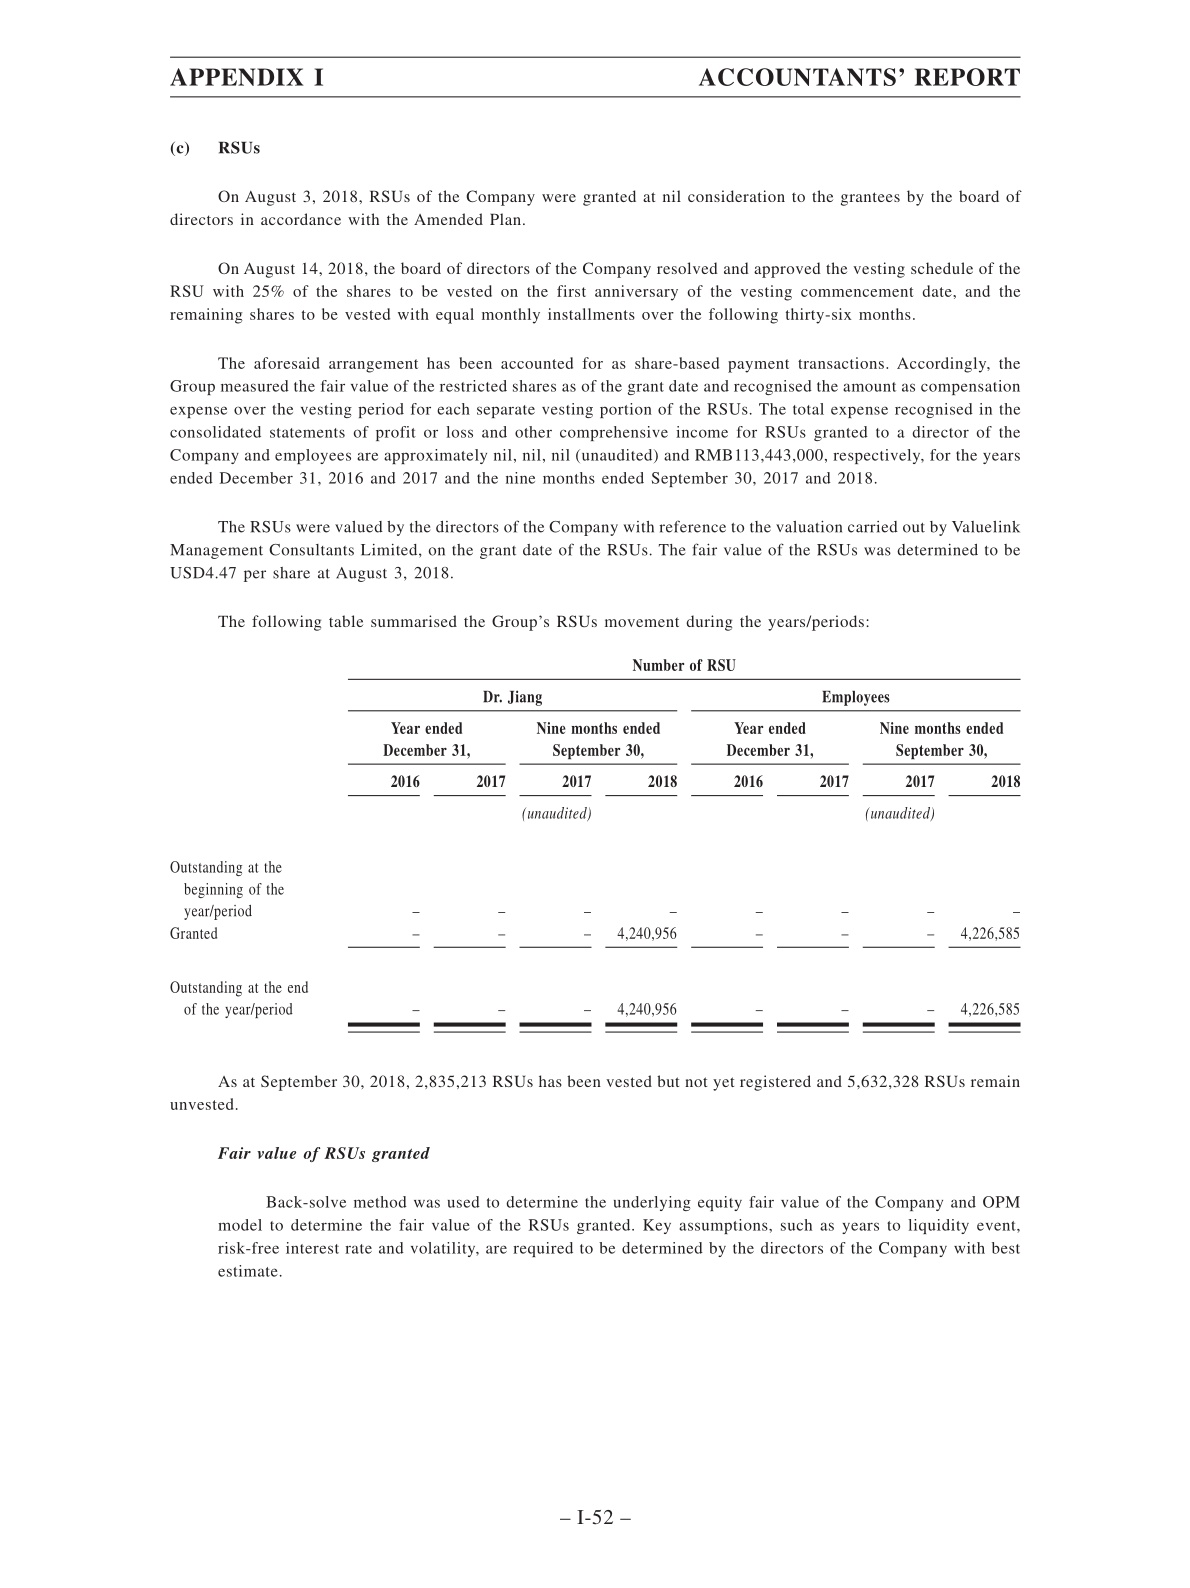 APPENDIX I ACCOUNTANTS’ REPORT
(c) RSUs
On August 3, 2018, RSUs of the Company were granted at nil consideration to the grantees by the board of
directors in accordance with the Amended Plan.
On August 14, 2018, the board of directors of the Company resolved and approved the vesting schedule of the
RSU with 25% of the shares to be vested on the first anniversary of the vesting commencement date, and the
remaining shares to be vested with equal monthly installments over the following thirty-six months.
The aforesaid arrangement has been accounted for as share-based payment transactions. Accordingly, the
Group measured the fair value of the restricted shares as of the grant date and recognised the amount as compensation
expense over the vesting period for each separate vesting portion of the RSUs. The total expense recognised in the
consolidated statements of profit or loss and other comprehensive income for RSUs granted to a director of the
Company and employees are approximately nil, nil, nil (unaudited) and RMB113,443,000, respectively, for the years
ended December 31, 2016 and 2017 and the nine months ended September 30, 2017 and 2018.
The RSUs were valued by the directors of the Company with reference to the valuation carried out by Valuelink
Management Consultants Limited, on the grant date of the RSUs. The fair value of the RSUs was determined to be
USD4.47 per share at August 3, 2018.
The following table summarised the Group’s RSUs movement during the years/periods:
Number of RSU
Dr. Jiang Employees
Year ended Nine months ended Year ended Nine months ended
December 31, September 30, December 31, September 30,
2016 2017 2017 2018 2016 2017 2017 2018
(unaudited) (unaudited)
Outstanding at the
beginning of the
year/period – – – – – – – –
Granted – – – 4,240,956 – – – 4,226,585
Outstanding at the end
of the year/period – – – 4,240,956 – – – 4,226,585
As at September 30, 2018, 2,835,213 RSUs has been vested but not yet registered and 5,632,328 RSUs remain
unvested.
Fair value of RSUs granted
Back-solve method was used to determine the underlying equity fair value of the Company and OPM
model to determine the fair value of the RSUs granted. Key assumptions, such as years to liquidity event,
risk-free interest rate and volatility, are required to be determined by the directors of the Company with best
estimate.
– I-52 –